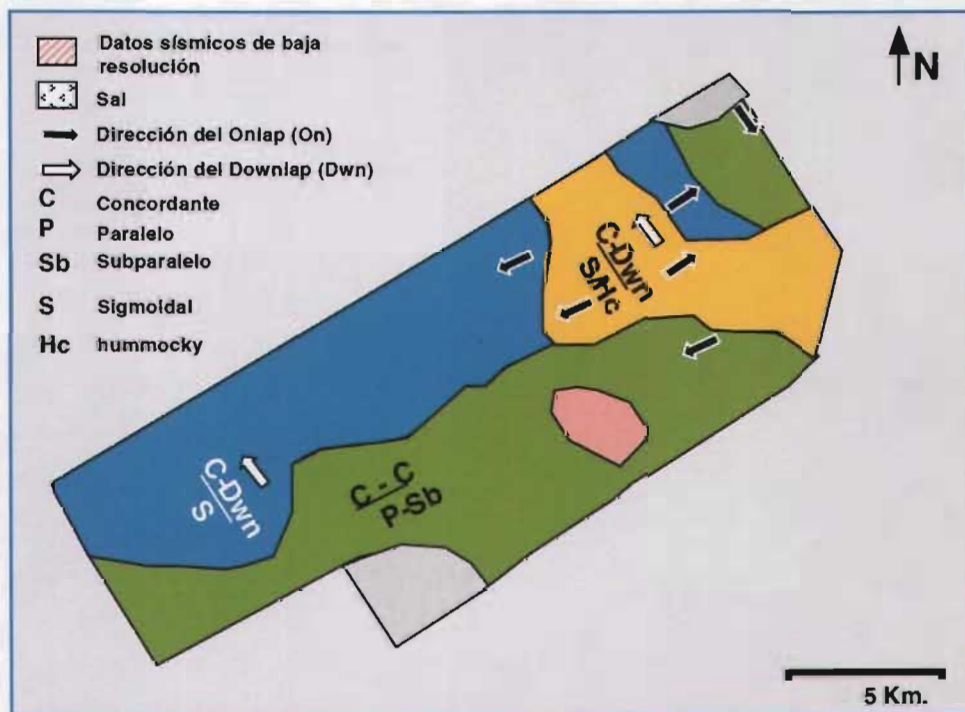 Datos sísmicos de baja
resolución
Sal
Dirección del Onlap (On)
Dirección del Downlap (Dwn)
C Concordante
P Paralelo
Sb Subparalelo
S Sigmoidal
Hc hummocky
N
C-Dwn
S/Hc
C-Dwn
S
C - C
P-Sb
5 Km.